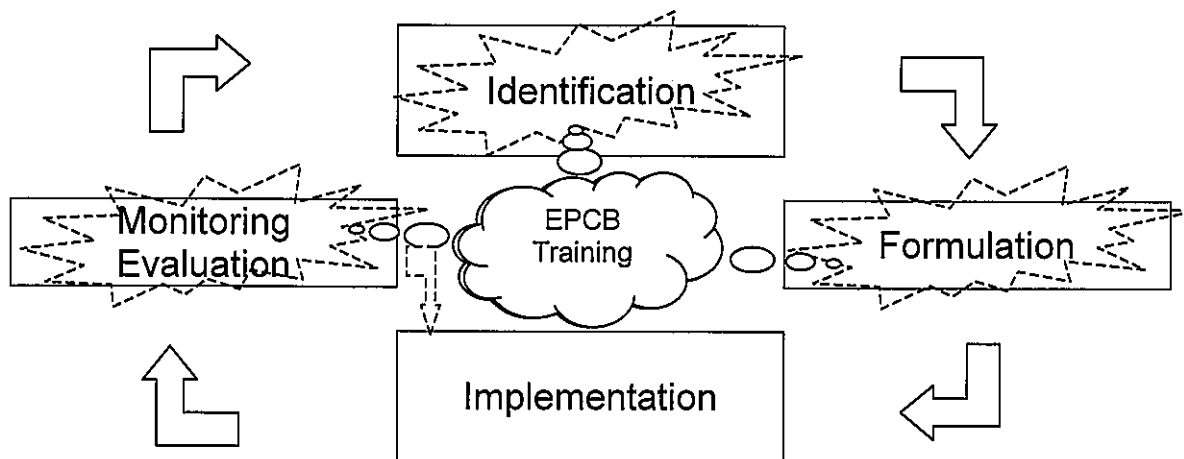 Identification
Monitoring
Evaluation
EPCB
Training
Formulation
Implementation